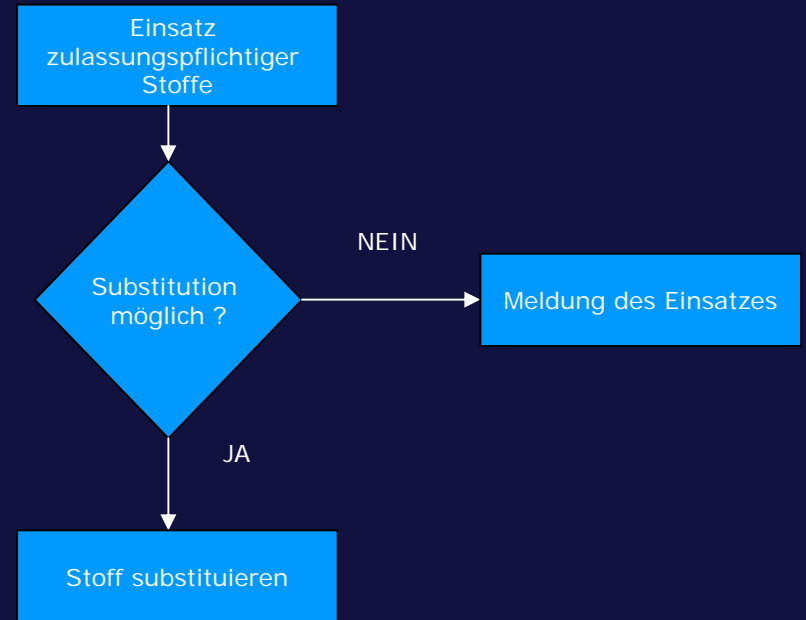 Einsatz
zulassungspflichtiger
Stoffe
NEIN
Substitution
möglich ?
Meldung des Einsatzes
JA
Stoff substituieren